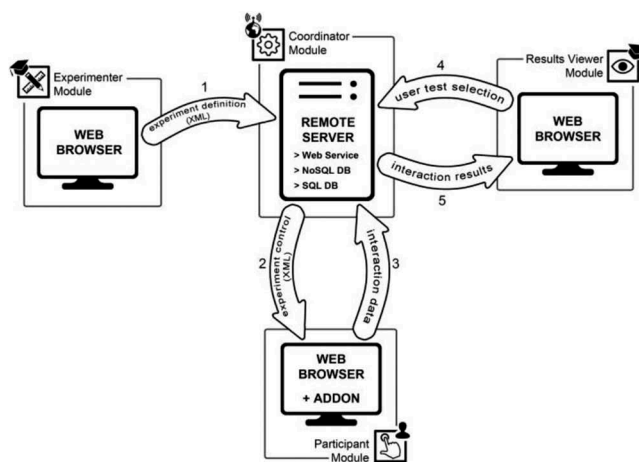 Experimenter
Module
WEB
BROWSER
1
experiment definition
(XML)
Coordinator
Module
REMOTE
SERVER
> Web Service
> NoSQL DB
> SQL DB
4
user test selection
Results Viewer
Module
WEB
BROWSER
interaction results
5
2
experiment control
(XML)
interaction data
3
WEB
BROWSER
+ ADDON
Participant
Module